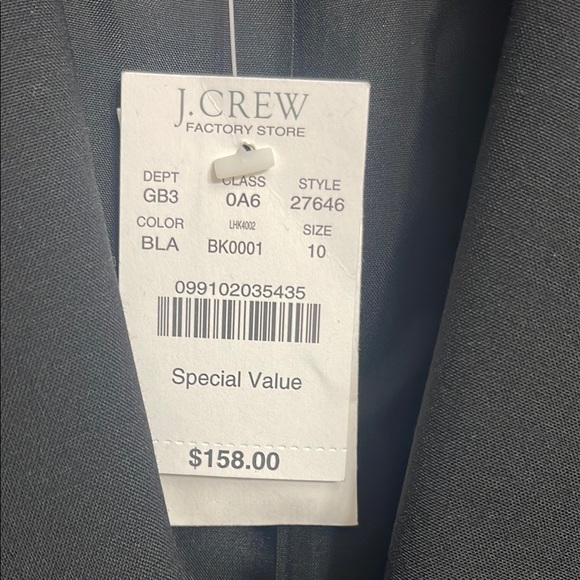 J.CREW
FACTORY STORE
DEPT CLASS STYLE
GB3 0A6 27646
COLOR LHK4002 SIZE
BLA BK0001 10
099102035435
Special Value
$158.00